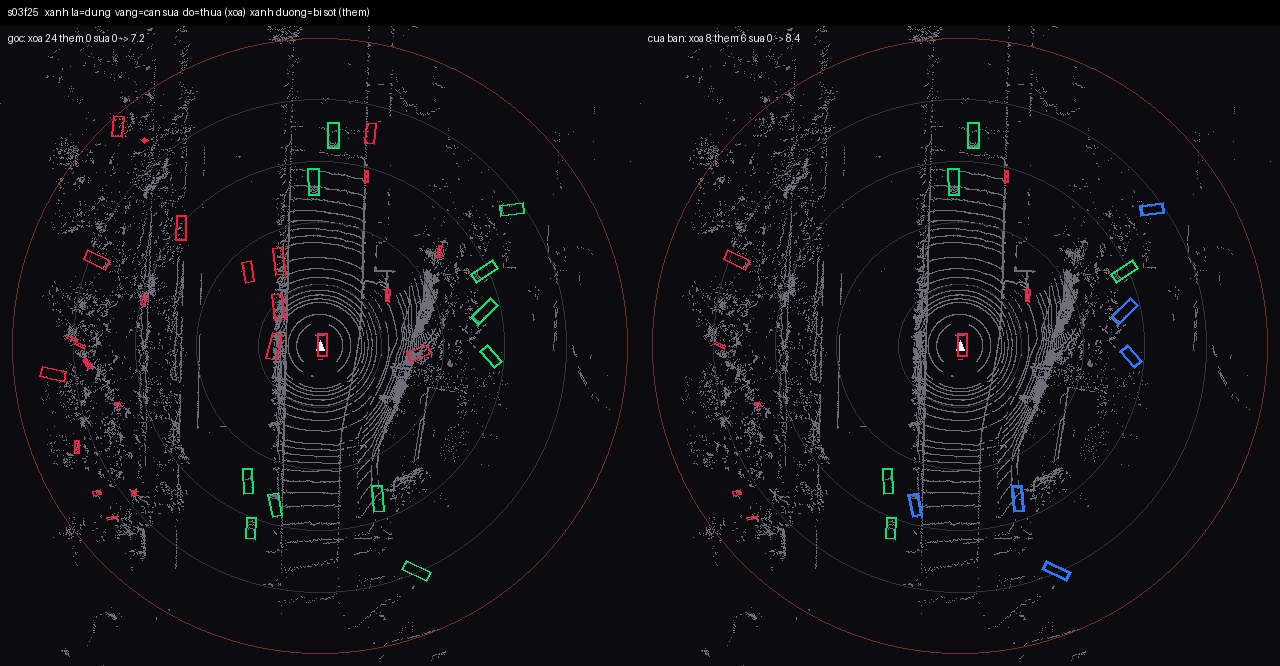 s03f25 xanh la=dung vang=can sua do=thua (xoa) xanh duong=bi sot (them)
goc: xoa 24 them 0 sua 0 -> 7.2
cua ban: xoa 8 them 6 sua 0 -> 8.4